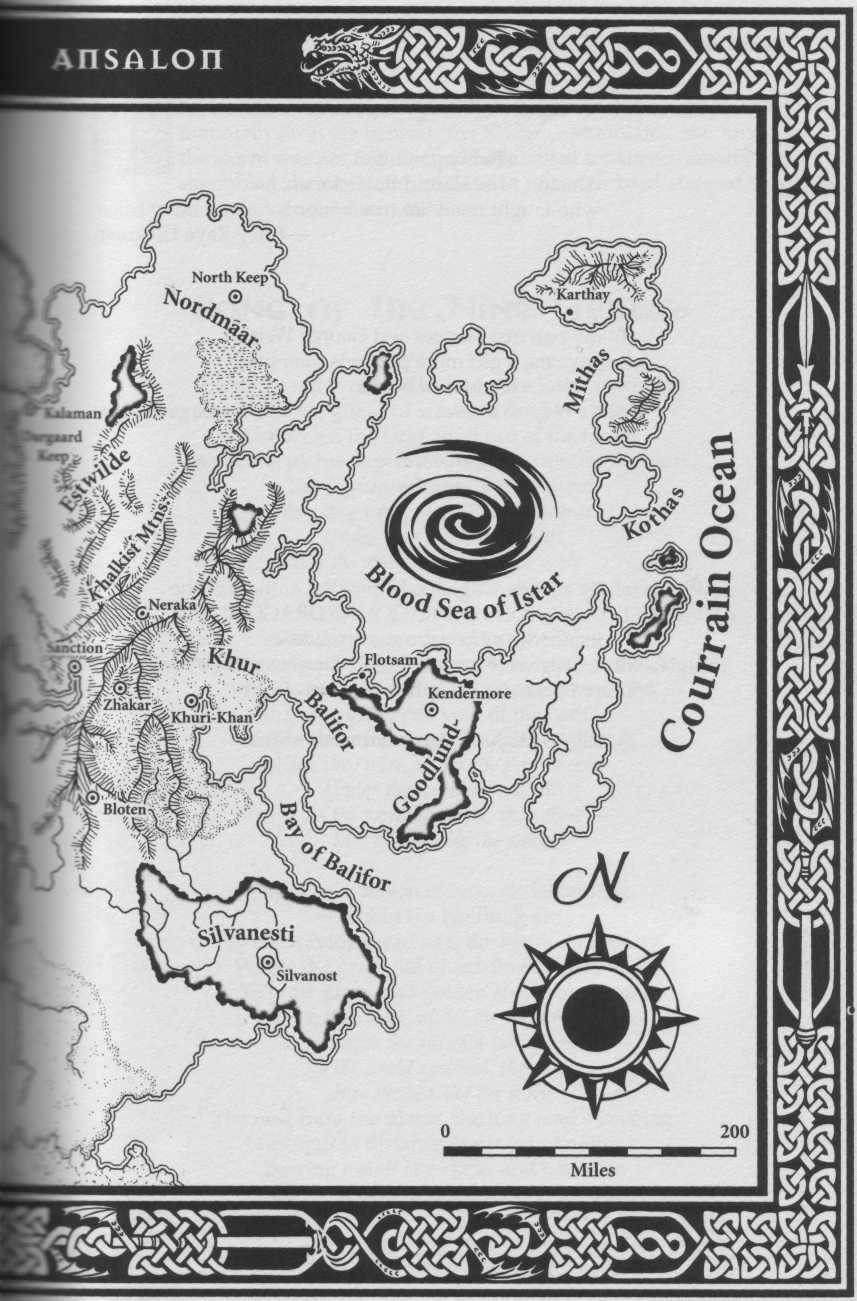 ANSALON
North Keep
Nordmaar
Karthay
Mithas
Kalaman
Dargaard
Keep
Estwilde
Khalkist Mtns.
Kothas
Courrain Ocean
Blood Sea of Istar
Neraka
Sanction
Khur
Flotsam
Zhakar
Khuri-Khan
Kendermore
Balifor
Goodlund
Bloten
Bay of Balifor
N
Silvanesti
Silvanost
0 200
Miles